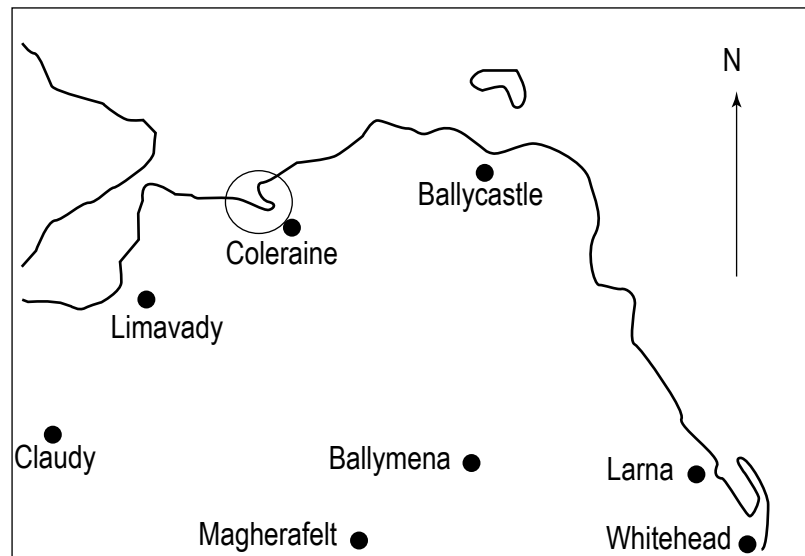 N
Ballycastle
Coleraine
Limavady
Claudy
Ballymena
Larna
Magherafelt
Whitehead